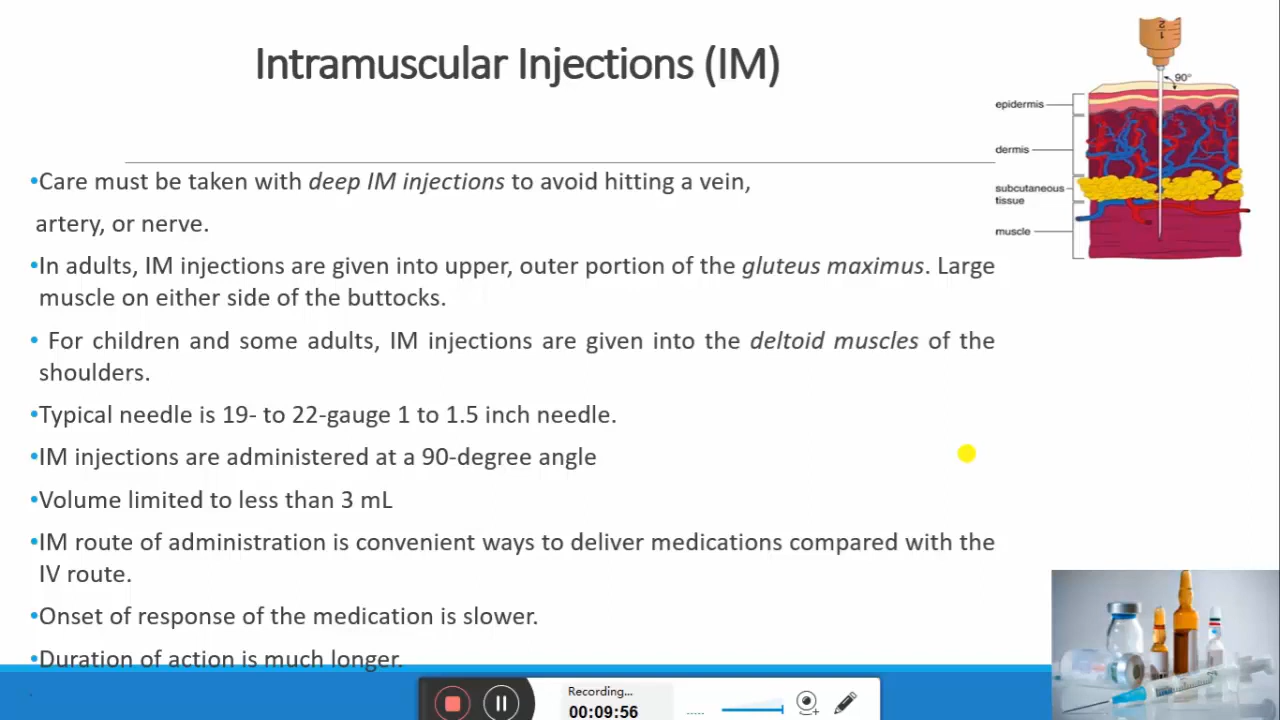 Intramuscular Injections (IM)
90°
epidermis
dermis
subcutaneous
tissue
muscle
•Care must be taken with deep IM injections to avoid hitting a vein,
artery, or nerve.
•In adults, IM injections are given into upper, outer portion of the gluteus maximus. Large
muscle on either side of the buttocks.
• For children and some adults, IM injections are given into the deltoid muscles of the
shoulders.
•Typical needle is 19- to 22-gauge 1 to 1.5 inch needle.
•IM injections are administered at a 90-degree angle
•Volume limited to less than 3 mL
•IM route of administration is convenient ways to deliver medications compared with the
IV route.
•Onset of response of the medication is slower.
•Duration of action is much longer.
Recording...
00:09:56